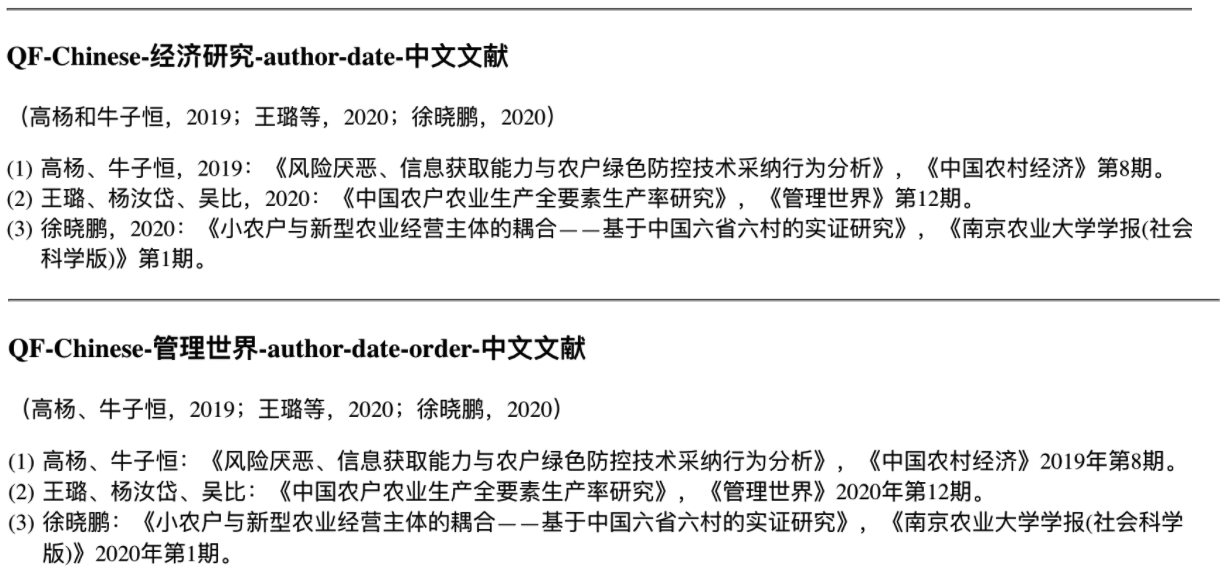 QF-Chinese-经济研究-author-date-中文文献
（高杨和牛子恒，2019；王璐等，2020；徐晓鹏，2020）
(1) 高杨、牛子恒，2019：《风险厌恶、信息获取能力与农户绿色防控技术采纳行为分析》，《中国农村经济》第8期。
(2) 王璐、杨汝岱、吴比，2020：《中国农户农业生产全要素生产率研究》，《管理世界》第12期。
(3) 徐晓鹏，2020：《小农户与新型农业经营主体的耦合——基于中国六省六村的实证研究》，《南京农业大学学报(社会
科学版)》第1期。
QF-Chinese-管理世界-author-date-order-中文文献
（高杨、牛子恒，2019；王璐等，2020；徐晓鹏，2020）
(1) 高杨、牛子恒：《风险厌恶、信息获取能力与农户绿色防控技术采纳行为分析》，《中国农村经济》2019年第8期。
(2) 王璐、杨汝岱、吴比：《中国农户农业生产全要素生产率研究》，《管理世界》2020年第12期。
(3) 徐晓鹏：《小农户与新型农业经营主体的耦合——基于中国六省六村的实证研究》，《南京农业大学学报(社会科学
版)》2020年第1期。